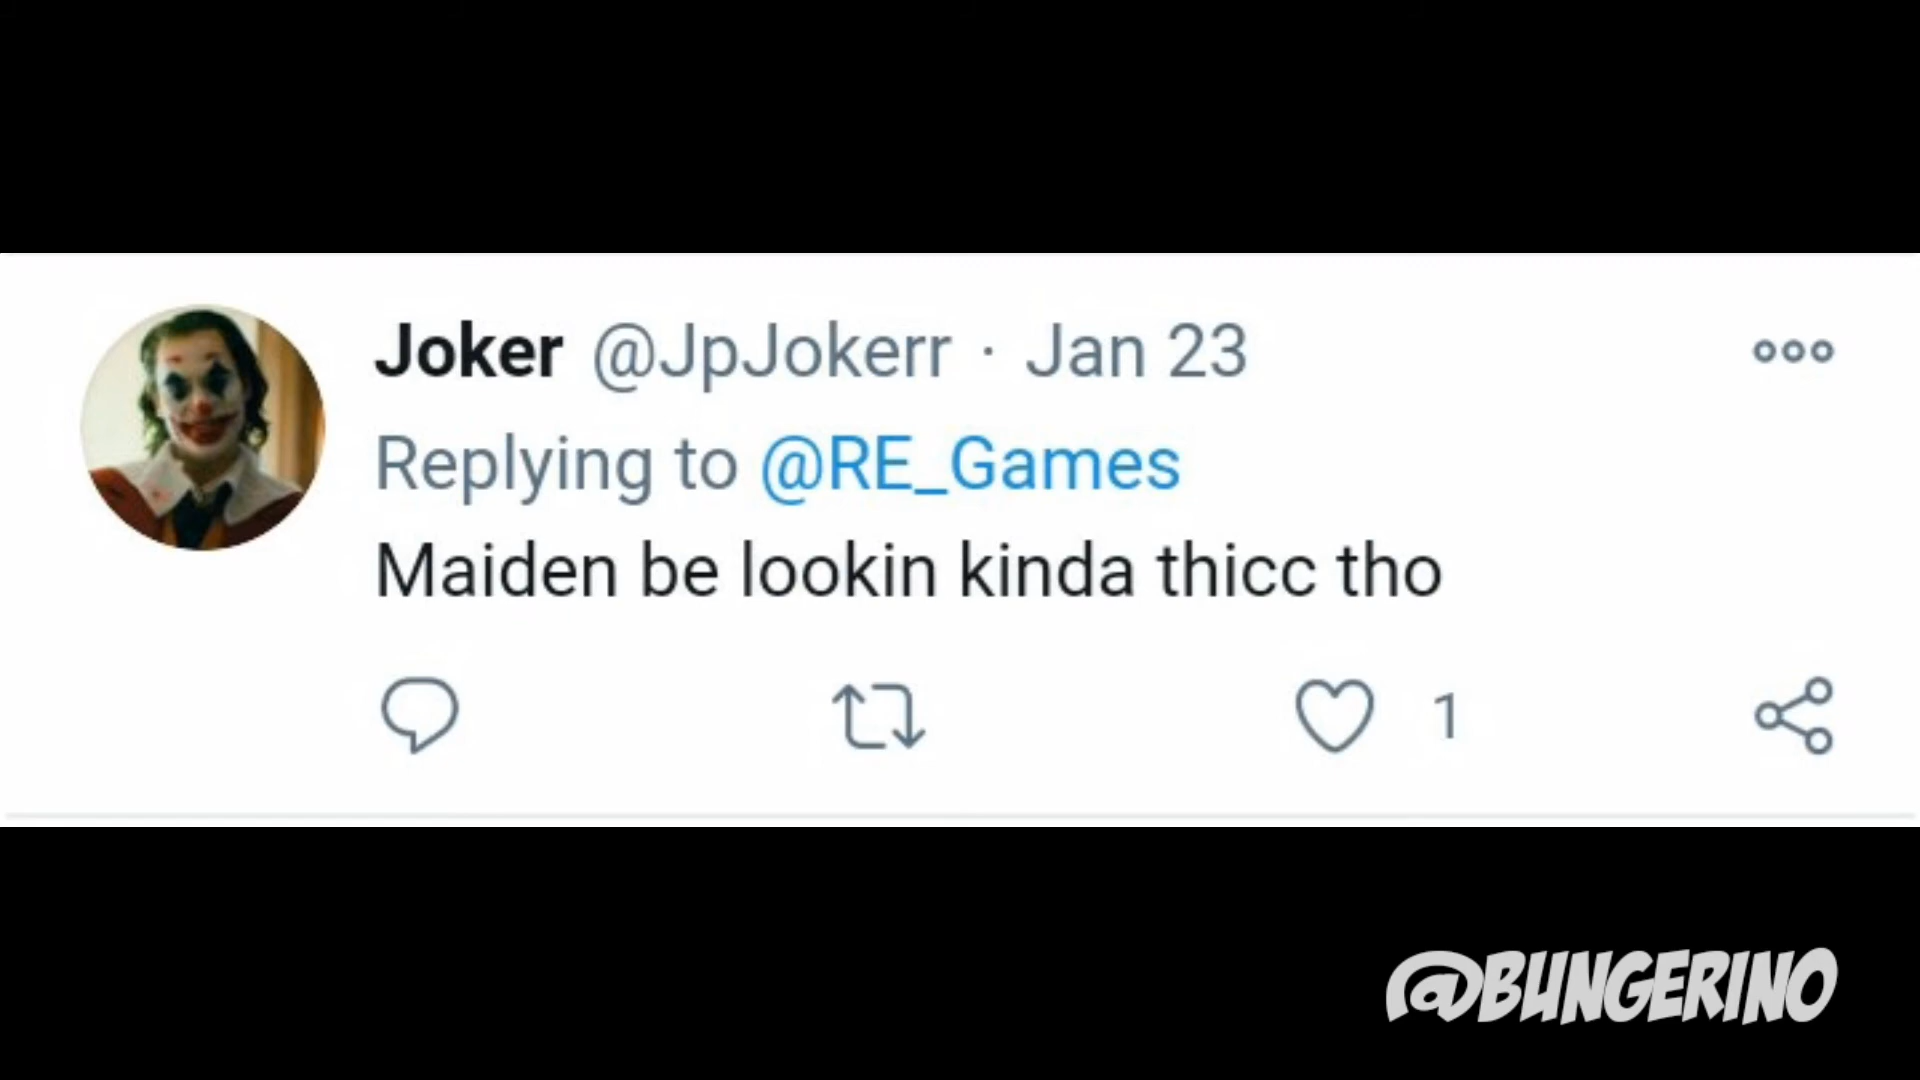 Joker @JpJokerr · Jan 23
Replying to @RE_Games
Maiden be lookin kinda thicc tho
1
@BUNGERINO